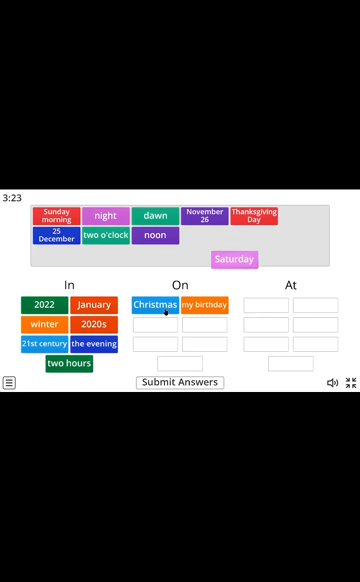 3:23
Sunday morning night dawn November 26 Thanksgiving Day
25 December two o'clock noon
Saturday
In On At
2022 January Christmas my birthday
winter 2020s
21st century the evening
two hours
Submit Answers